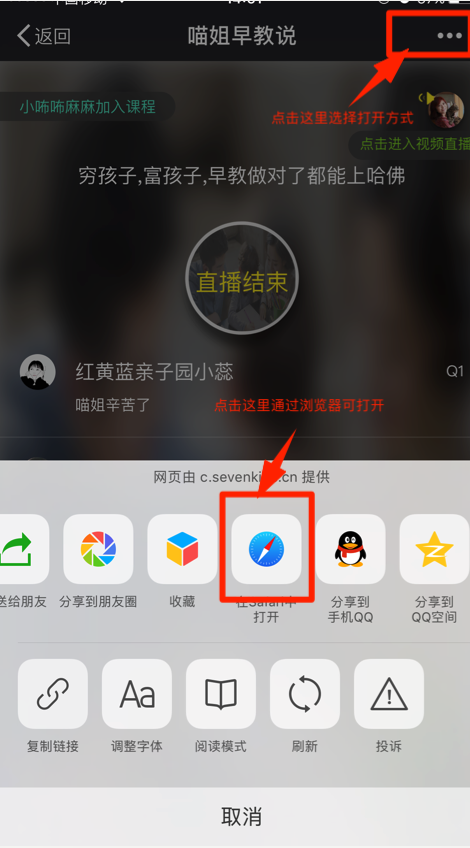 返回
喵姐早教说
点击这里选择打开方式
小咘咘麻麻加入课程
点击进入视频直播
穷孩子,富孩子,早教做对了都能上哈佛
直播结束
红黄蓝亲子园小蕊
Q1
喵姐辛苦了
点击这里通过浏览器可打开
网页由 提供
送给朋友
分享到朋友圈
收藏
在Safari中
打开
分享到
手机QQ
分享到
QQ空间
Aa
复制链接
调整字体
阅读模式
刷新
投诉
取消